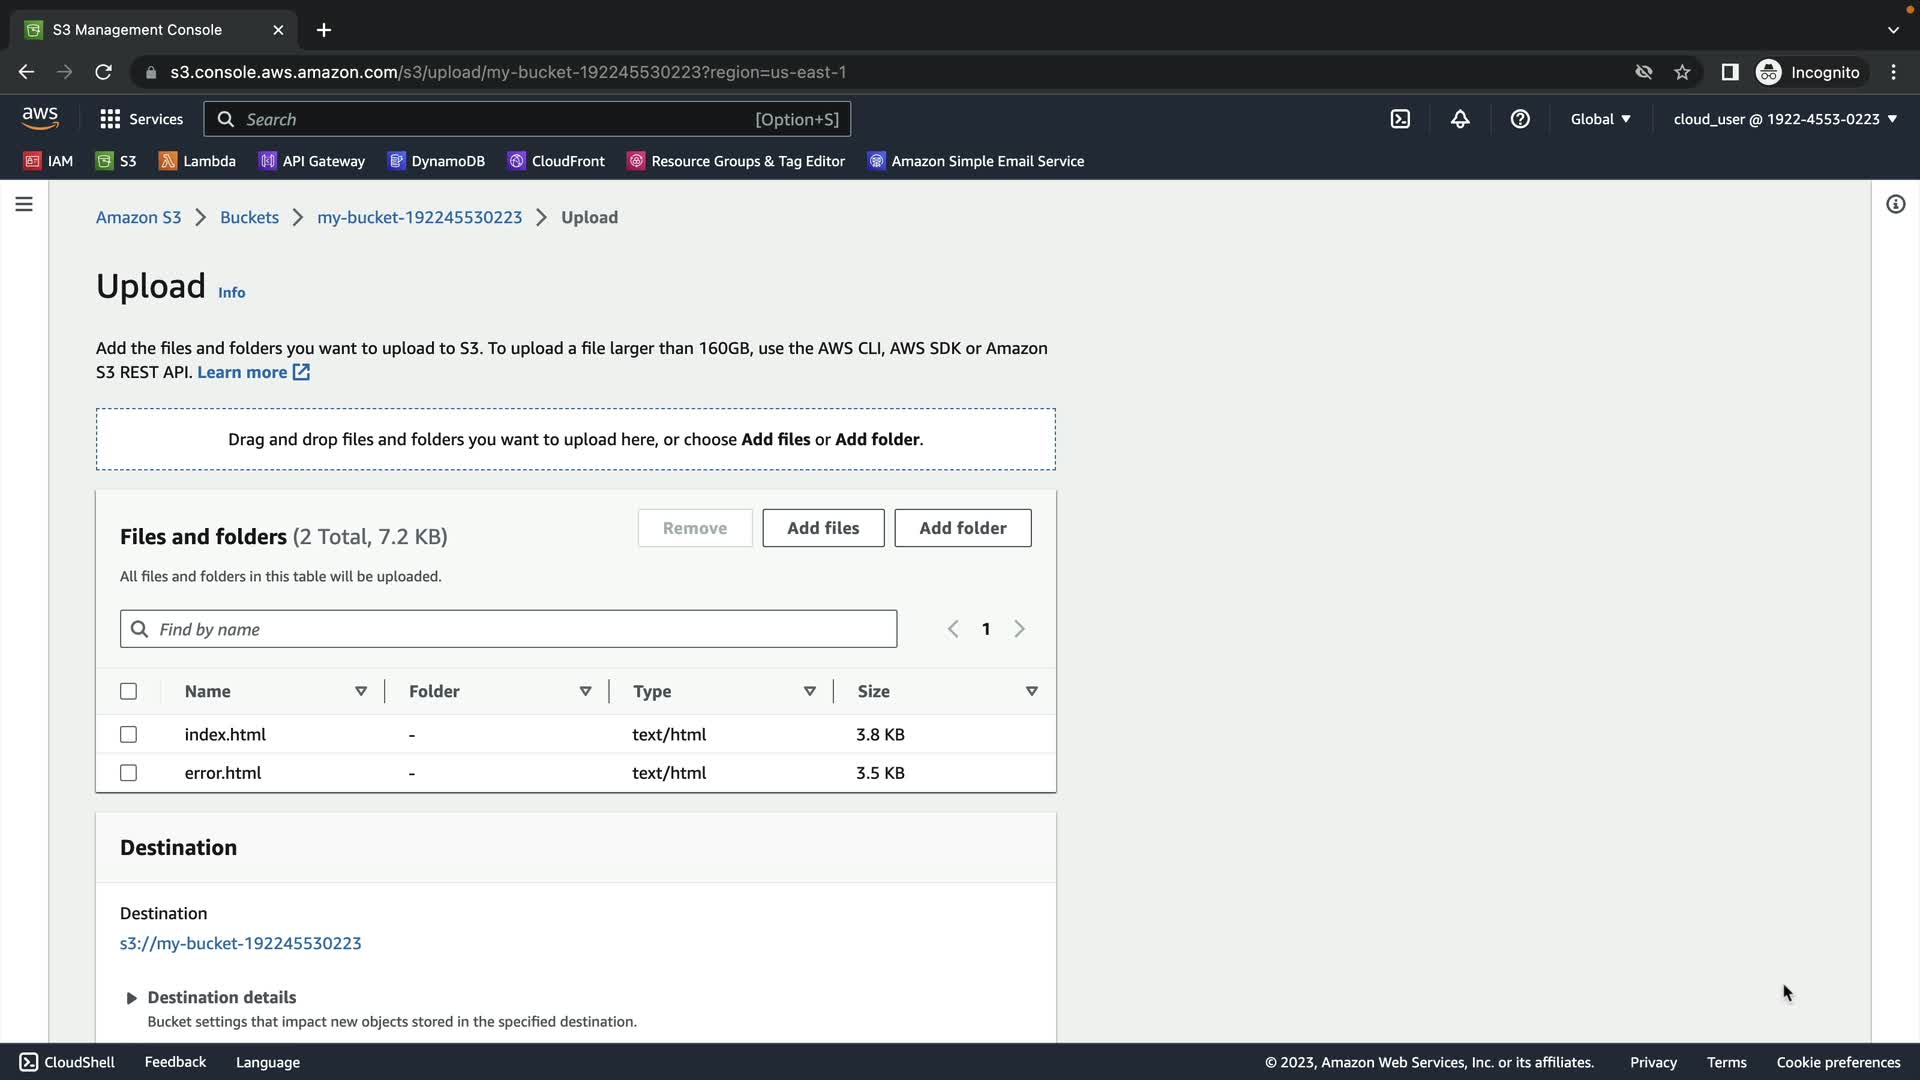 S3 Management Console
s3.console.aws.amazon.com/s3/upload/my-bucket-192245530223?region=us-east-1
Incognito
aws
Services
Search
[Option+S]
Global
cloud_user @ 1922-4553-0223
IAM
S3
Lambda
API Gateway
DynamoDB
CloudFront
Resource Groups & Tag Editor
Amazon Simple Email Service
Amazon S3
Buckets
my-bucket-192245530223
Upload
Upload
Info
Add the files and folders you want to upload to S3. To upload a file larger than 160GB, use the AWS CLI, AWS SDK or Amazon
S3 REST API. Learn more
Drag and drop files and folders you want to upload here, or choose Add files or Add folder.
Files and folders (2 Total, 7.2 KB)
Remove
Add files
Add folder
All files and folders in this table will be uploaded.
Find by name
1
Name
Folder
Type
Size
index.html
-
text/html
3.8 KB
error.html
-
text/html
3.5 KB
Destination
Destination
s3://my-bucket-192245530223
Destination details
Bucket settings that impact new objects stored in the specified destination.
CloudShell
Feedback
Language
© 2023, Amazon Web Services, Inc. or its affiliates.
Privacy
Terms
Cookie preferences